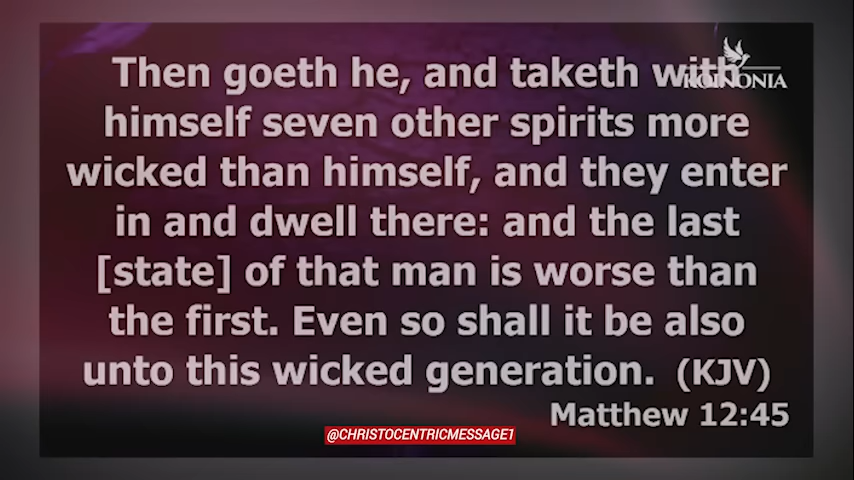 Then goeth he, and taketh with
KOINONIA
himself seven other spirits more
wicked than himself, and they enter
in and dwell there: and the last
[state] of that man is worse than
the first. Even so shall it be also
unto this wicked generation. (KJV)
Matthew 12:45
@CHRISTOCENTRICMESSAGE1